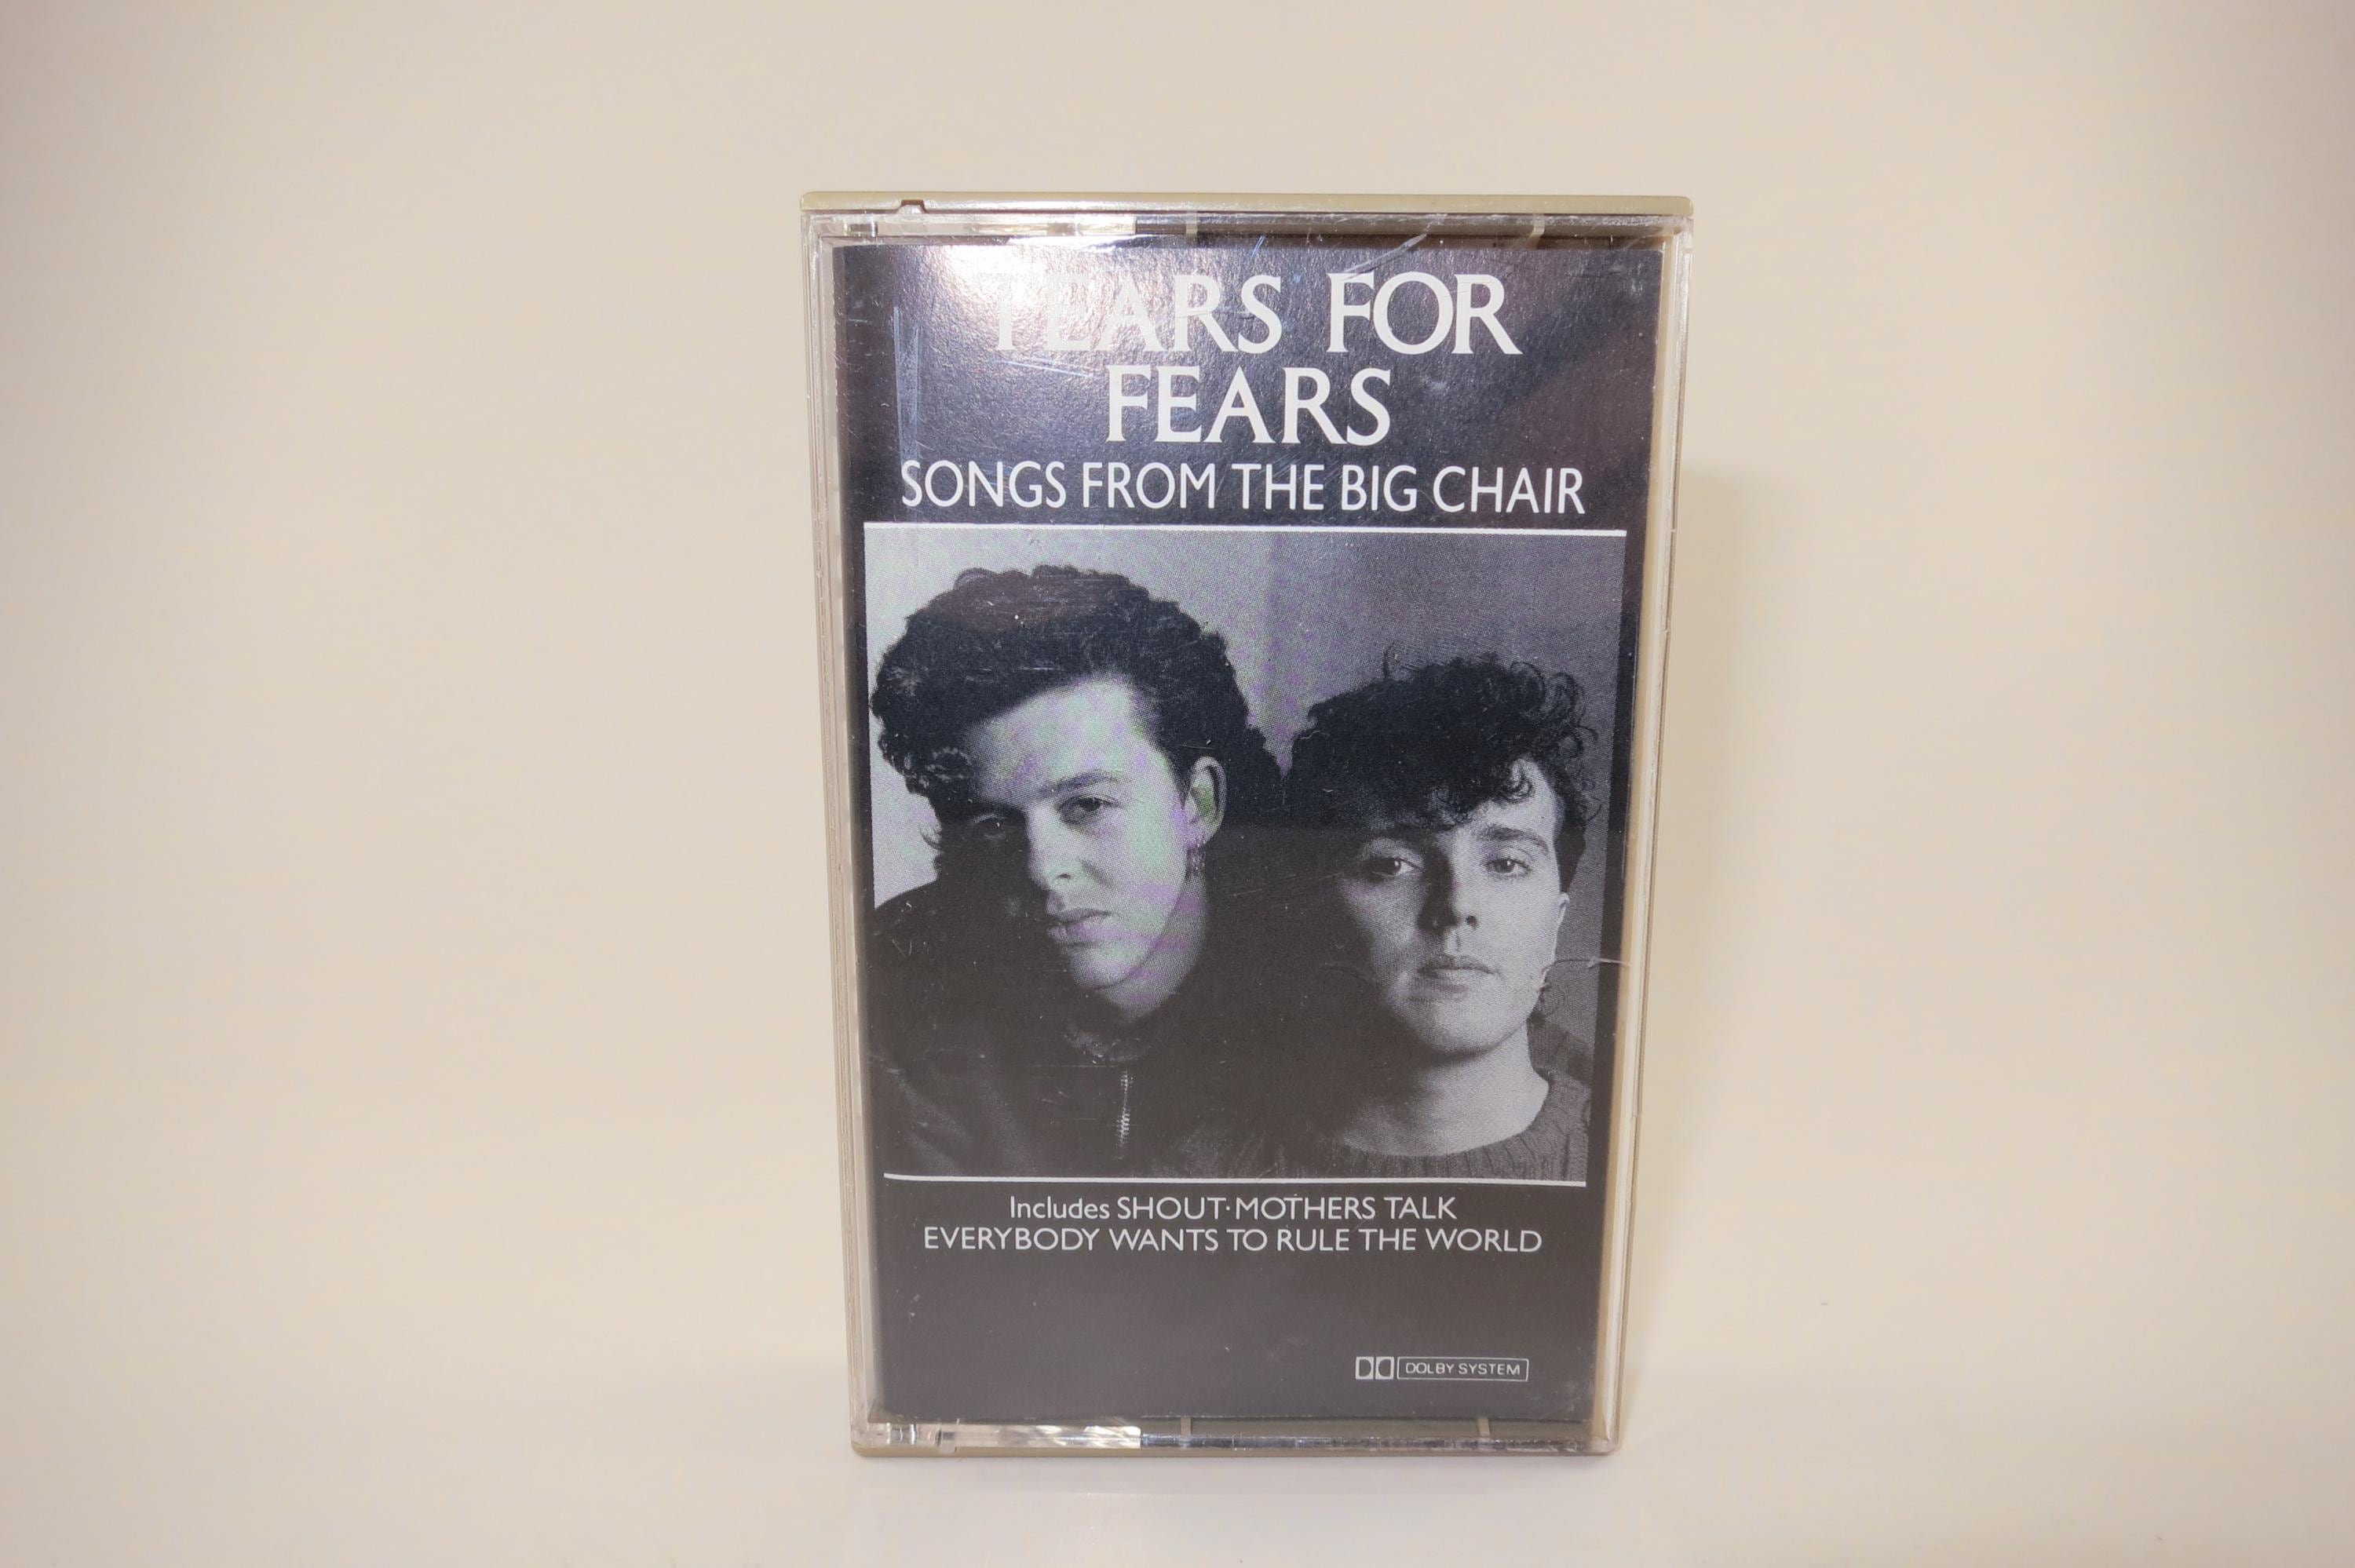 TEARS FOR
FEARS
SONGS FROM THE BIG CHAIR
Includes SHOUT·MOTHERS TALK
EVERYBODY WANTS TO RULE THE WORLD
DOLBY SYSTEM